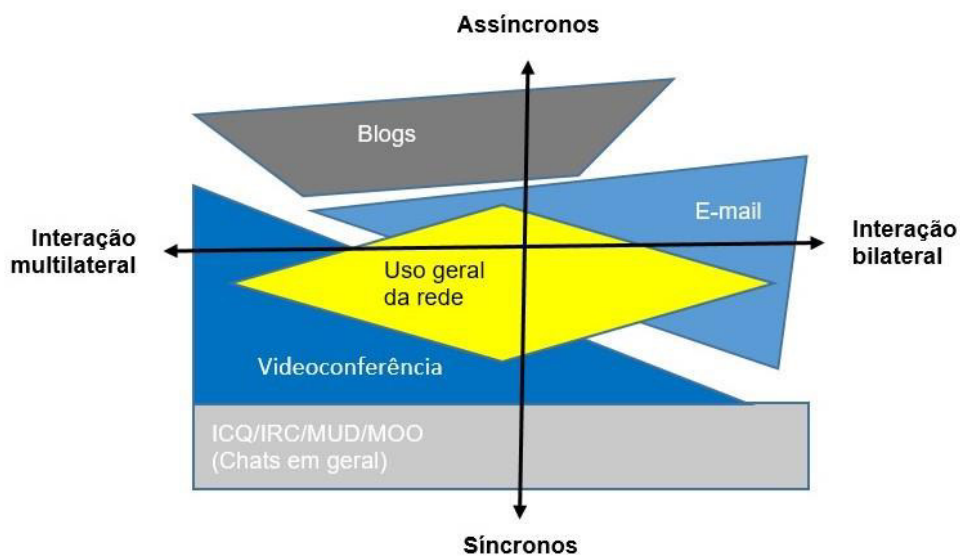 Assíncronos
Blogs
E-mail
Interação
multilateral
Interação
bilateral
Uso geral
da rede
Videoconferência
ICQ/IRC/MUD/MOO
(Chats em geral)
Síncronos